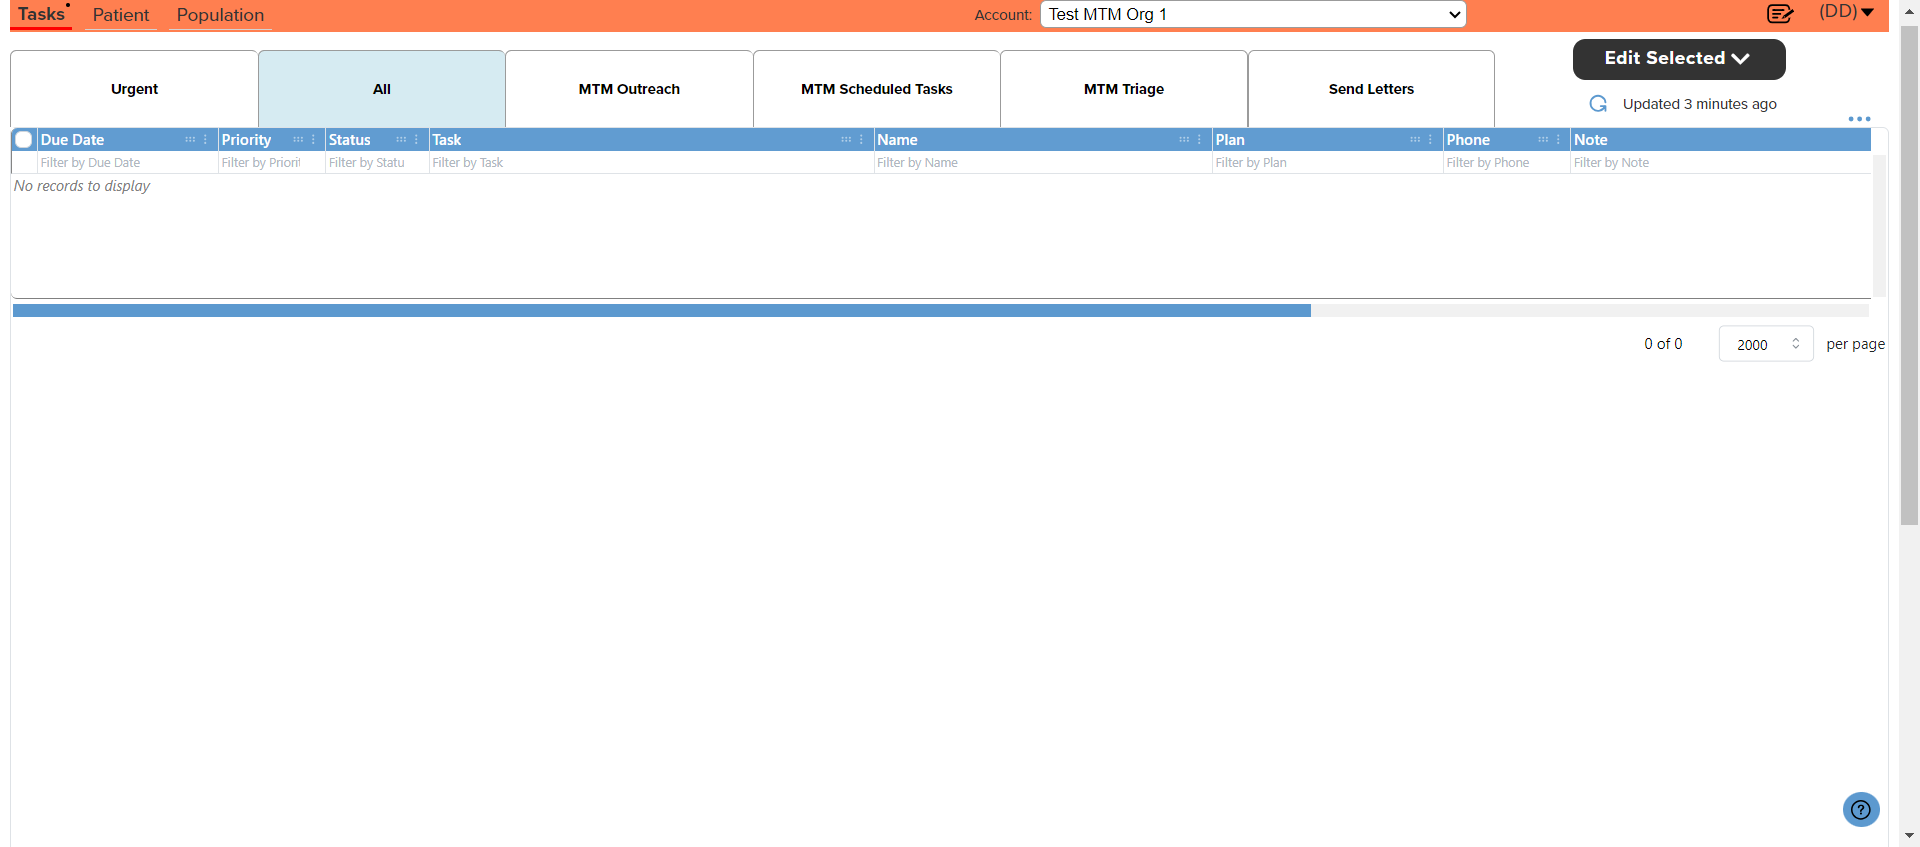 Tasks Patient Population Account: Test MTM Org 1 (DD)
Urgent All MTM Outreach MTM Scheduled Tasks MTM Triage Send Letters Edit Selected
Updated 3 minutes ago
Due Date Priority Status Task Name Plan Phone Note
Filter by Due Date Filter by Priorit Filter by Statu Filter by Task Filter by Name Filter by Plan Filter by Phone Filter by Note
No records to display
0 of 0 2000 per page